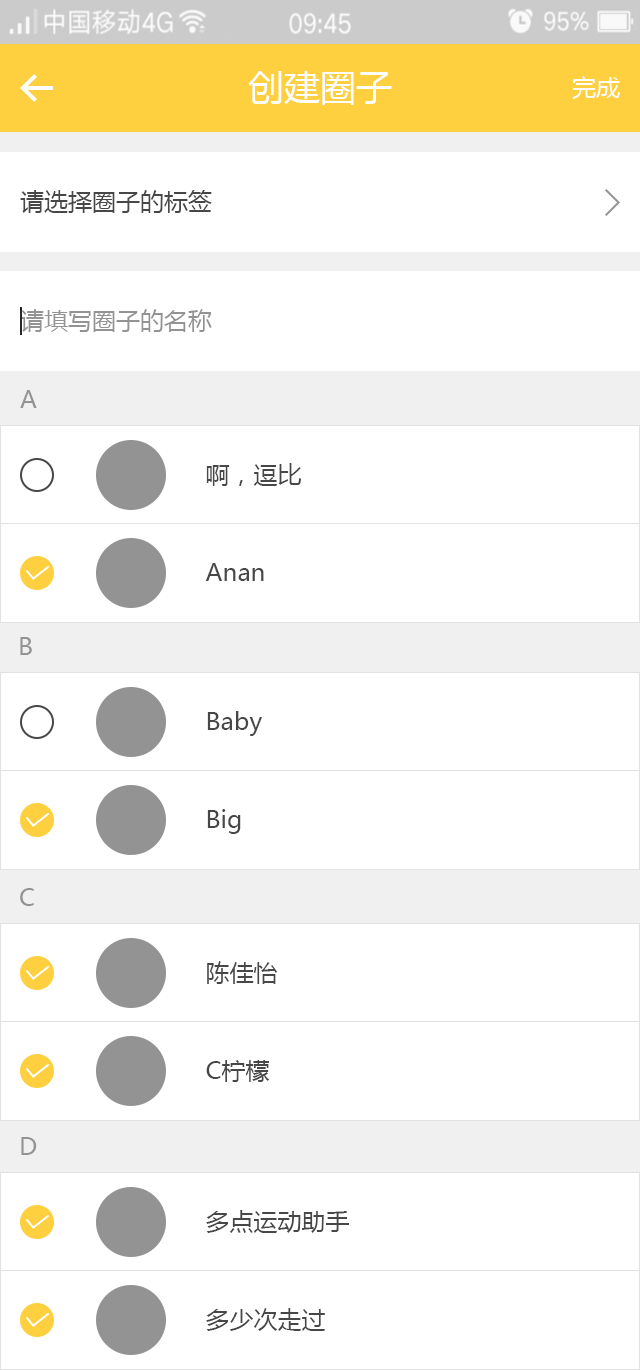 中国移动4G 09:45 95%
创建圈子 完成
请选择圈子的标签
请填写圈子的名称
A
啊，逗比
Anan
B
Baby
Big
C
陈佳怡
C柠檬
D
多点运动助手
多少次走过